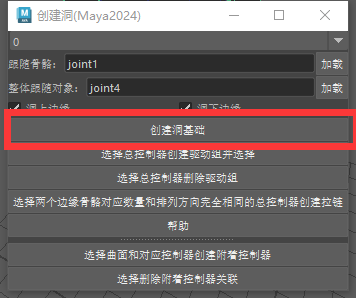 创建洞(Maya2024)
0
跟随骨骼： joint1 加载
整体跟随对象： joint4 加载
洞上边缘 洞下边缘
创建洞基础
选择总控制器创建驱动组并选择
选择总控制器删除驱动组
选择两个边缘骨骼对应数量和排列方向完全相同的总控制器创建拉链
帮助
选择曲面和对应控制器创建附着控制器
选择删除附着控制器关联